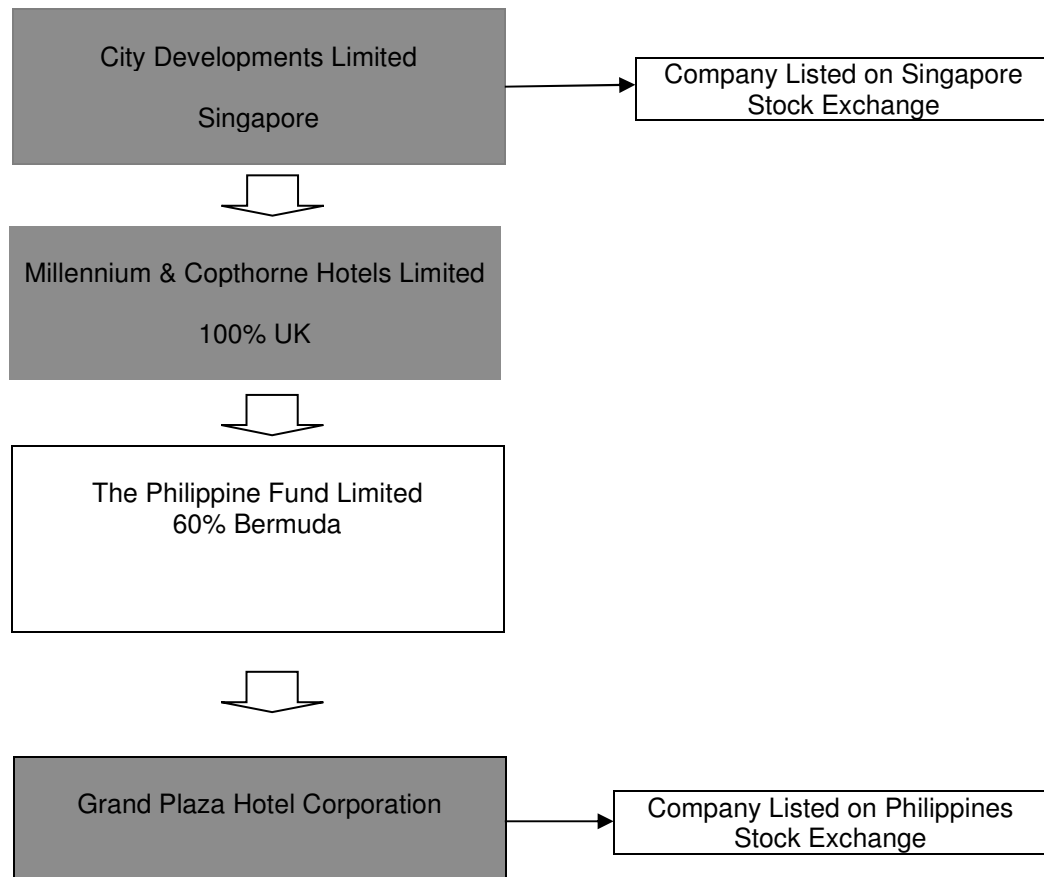 City Developments Limited
Singapore
Company Listed on Singapore
Stock Exchange
Millennium & Copthorne Hotels Limited
100% UK
The Philippine Fund Limited
60% Bermuda
Grand Plaza Hotel Corporation
Company Listed on Philippines
Stock Exchange